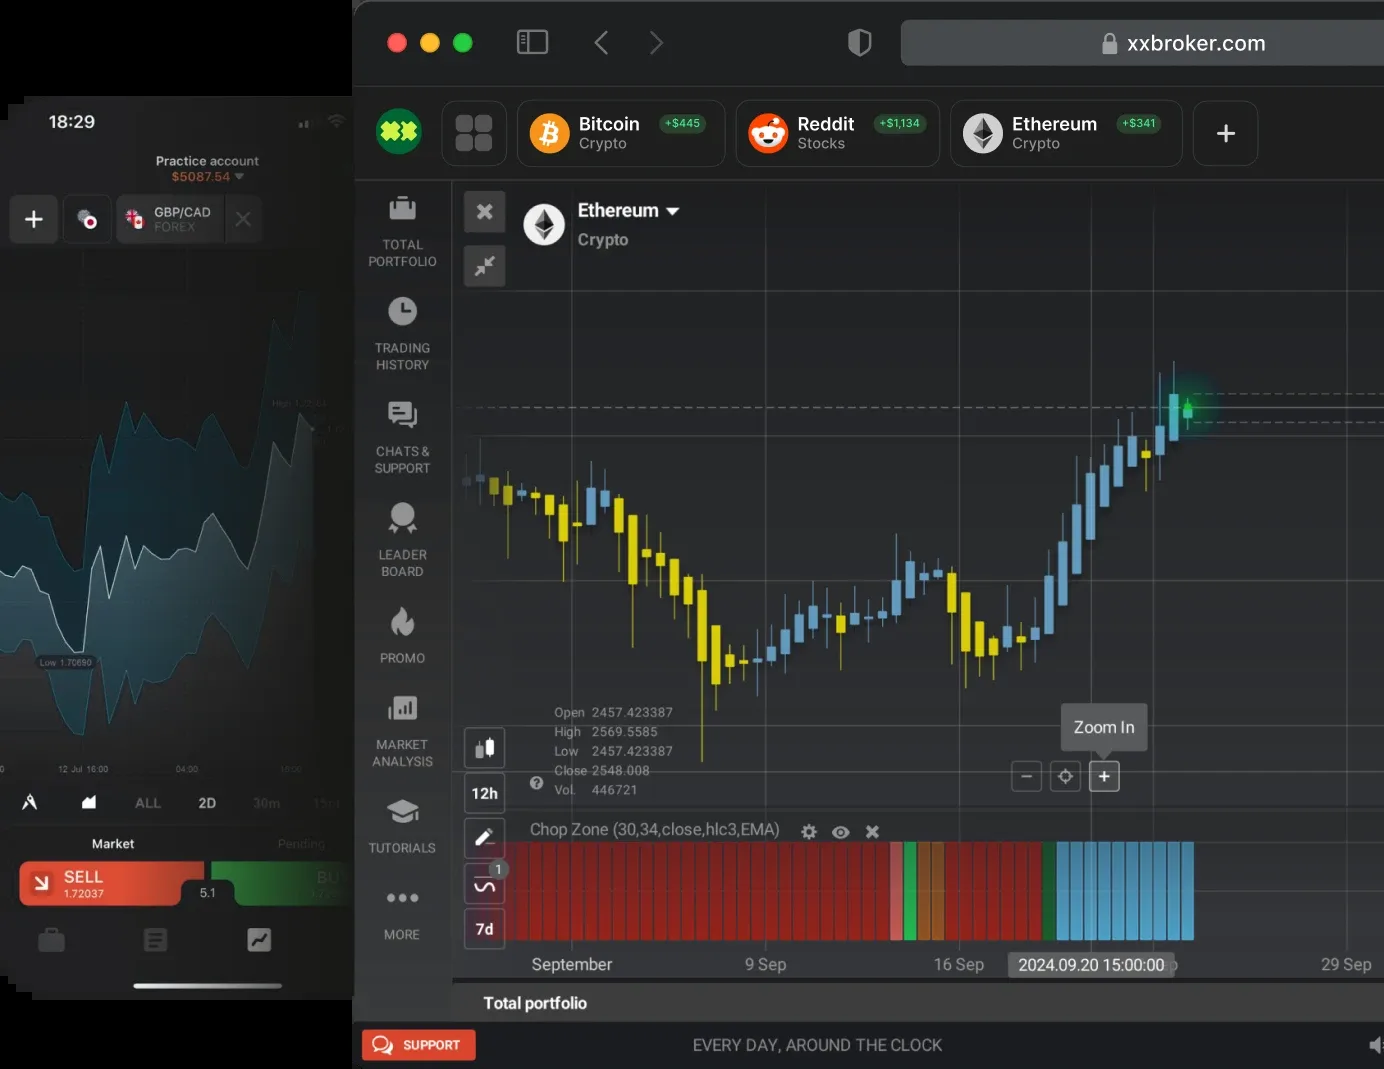 18:29
Practice account
$5087.54
GBP/CAD
FOREX
Low 1.70690
12 Jul 16:00
04:00
ALL
2D
30m
Market
Pending
SELL
1.72037
5.1
xxbroker.com
Bitcoin
+$445
Crypto
Reddit
+$1,134
Stocks
Ethereum
+$341
Crypto
TOTAL
PORTFOLIO
TRADING
HISTORY
CHATS &
SUPPORT
LEADER
BOARD
PROMO
MARKET
ANALYSIS
TUTORIALS
MORE
Ethereum
Crypto
Open 2457.423387
High 2569.5585
Low 2457.423387
Close 2548.008
Vol. 446721
Zoom In
12h
1
7d
Chop Zone (30,34,close,hlc3,EMA)
September
9 Sep
16 Sep
2024.09.20 15:00:00
29 Sep
Total portfolio
SUPPORT
EVERY DAY, AROUND THE CLOCK